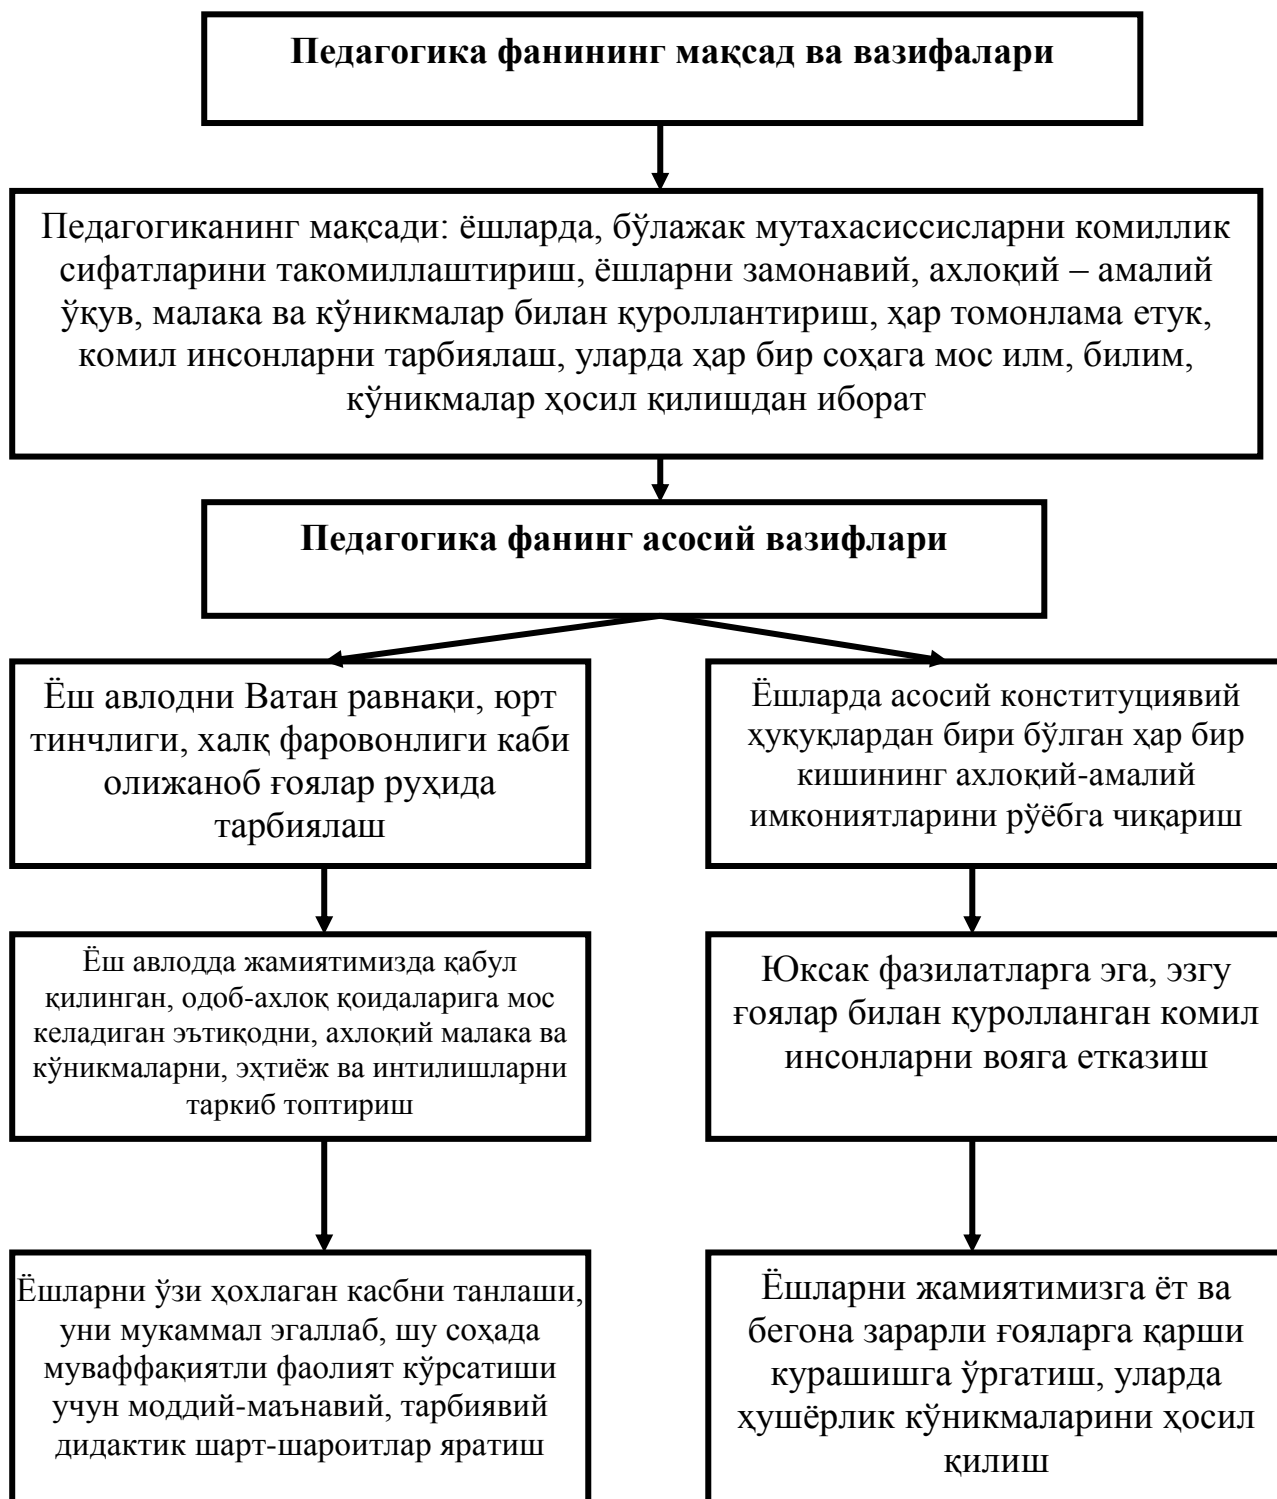 Педагогика фанининг мақсад ва вазифалари
Педагогиканинг мақсади: ёшларда, бўлажак мутахасиссисларни комиллик
сифатларини такомиллаштириш, ёшларни замонавий, ахлоқий – амалий
ўқув, малака ва кўникмалар билан қуроллантириш, ҳар томонлама етук,
комил инсонларни тарбиялаш, уларда ҳар бир соҳага мос илм, билим,
кўникмалар ҳосил қилишдан иборат
Педагогика фанинг асосий вазифлари
Ёш авлодни Ватан равнақи, юрт
тинчлиги, халқ фаровонлиги каби
олижаноб ғоялар руҳида
тарбиялаш
Ёшларда асосий конституциявий
ҳуқуқлардан бири бўлган ҳар бир
кишининг ахлоқий-амалий
имкониятларини рўёбга чиқариш
Ёш авлодда жамиятимизда қабул
қилинган, одоб-ахлоқ қоидаларига мос
келадиган эътиқодни, ахлоқий малака ва
кўникмаларни, эҳтиёж ва интилишларни
таркиб топтириш
Юксак фазилатларга эга, эзгу
ғоялар билан қуролланган комил
инсонларни вояга етказиш
Ёшларни ўзи ҳохлаган касбни танлаши,
уни мукаммал эгаллаб, шу соҳада
муваффақиятли фаолият кўрсатиши
учун моддий-маънавий, тарбиявий
дидактик шарт-шароитлар яратиш
Ёшларни жамиятимизга ёт ва
бегона зарарли ғояларга қарши
курашишга ўргатиш, уларда
ҳушёрлик кўникмаларини ҳосил
қилиш